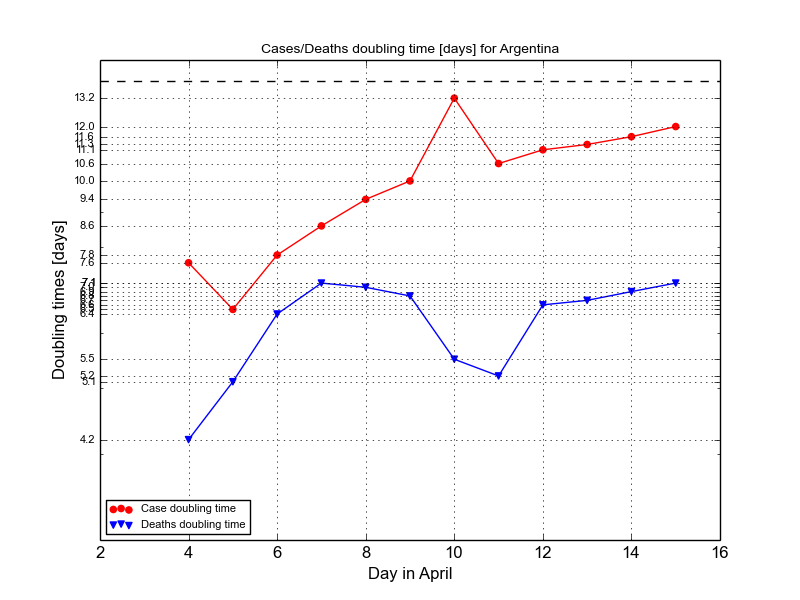 Cases/Deaths doubling time [days] for Argentina
Doubling times [days]
13.2
12.0
11.6
11.3
11.1
10.6
10.0
9.4
8.6
7.8
7.6
7.1
6.4
5.5
5.2
5.1
4.2
Case doubling time
Deaths doubling time
2 4 6 8 10 12 14 16
Day in April